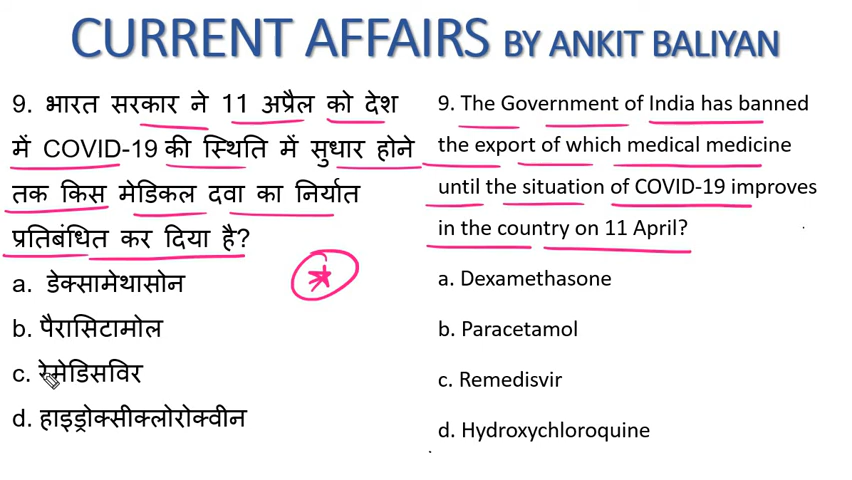 CURRENT AFFAIRS BY ANKIT BALIYAN
9. भारत सरकार ने 11 अप्रैल को देश
में COVID-19 की स्थिति में सुधार होने
तक किस मेडिकल दवा का निर्यात
प्रतिबंधित कर दिया है?
a. डेक्सामेथासोन
b. पैरासिटामोल
c. रेमेडिसविर
d. हाइड्रोक्सीक्लोरोक्वीन
9. The Government of India has banned
the export of which medical medicine
until the situation of COVID-19 improves
in the country on 11 April?
a. Dexamethasone
b. Paracetamol
c. Remedisvir
d. Hydroxychloroquine